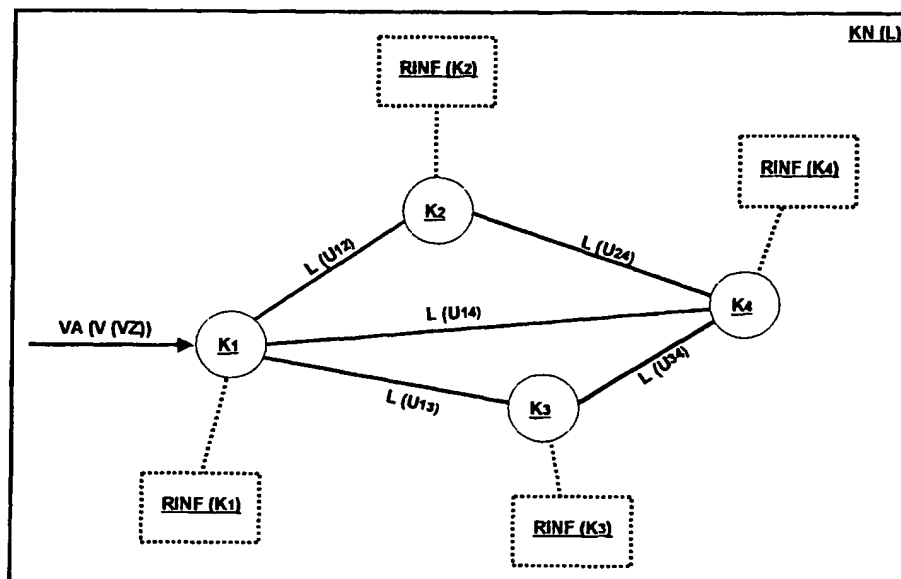 KN (L)
RINF (K2)
RINF (K4)
K2
L (U12)
L (U24)
VA (V (VZ))
K1
L (U14)
K4
L (U34)
L (U13)
K3
RINF (K1)
RINF (K3)